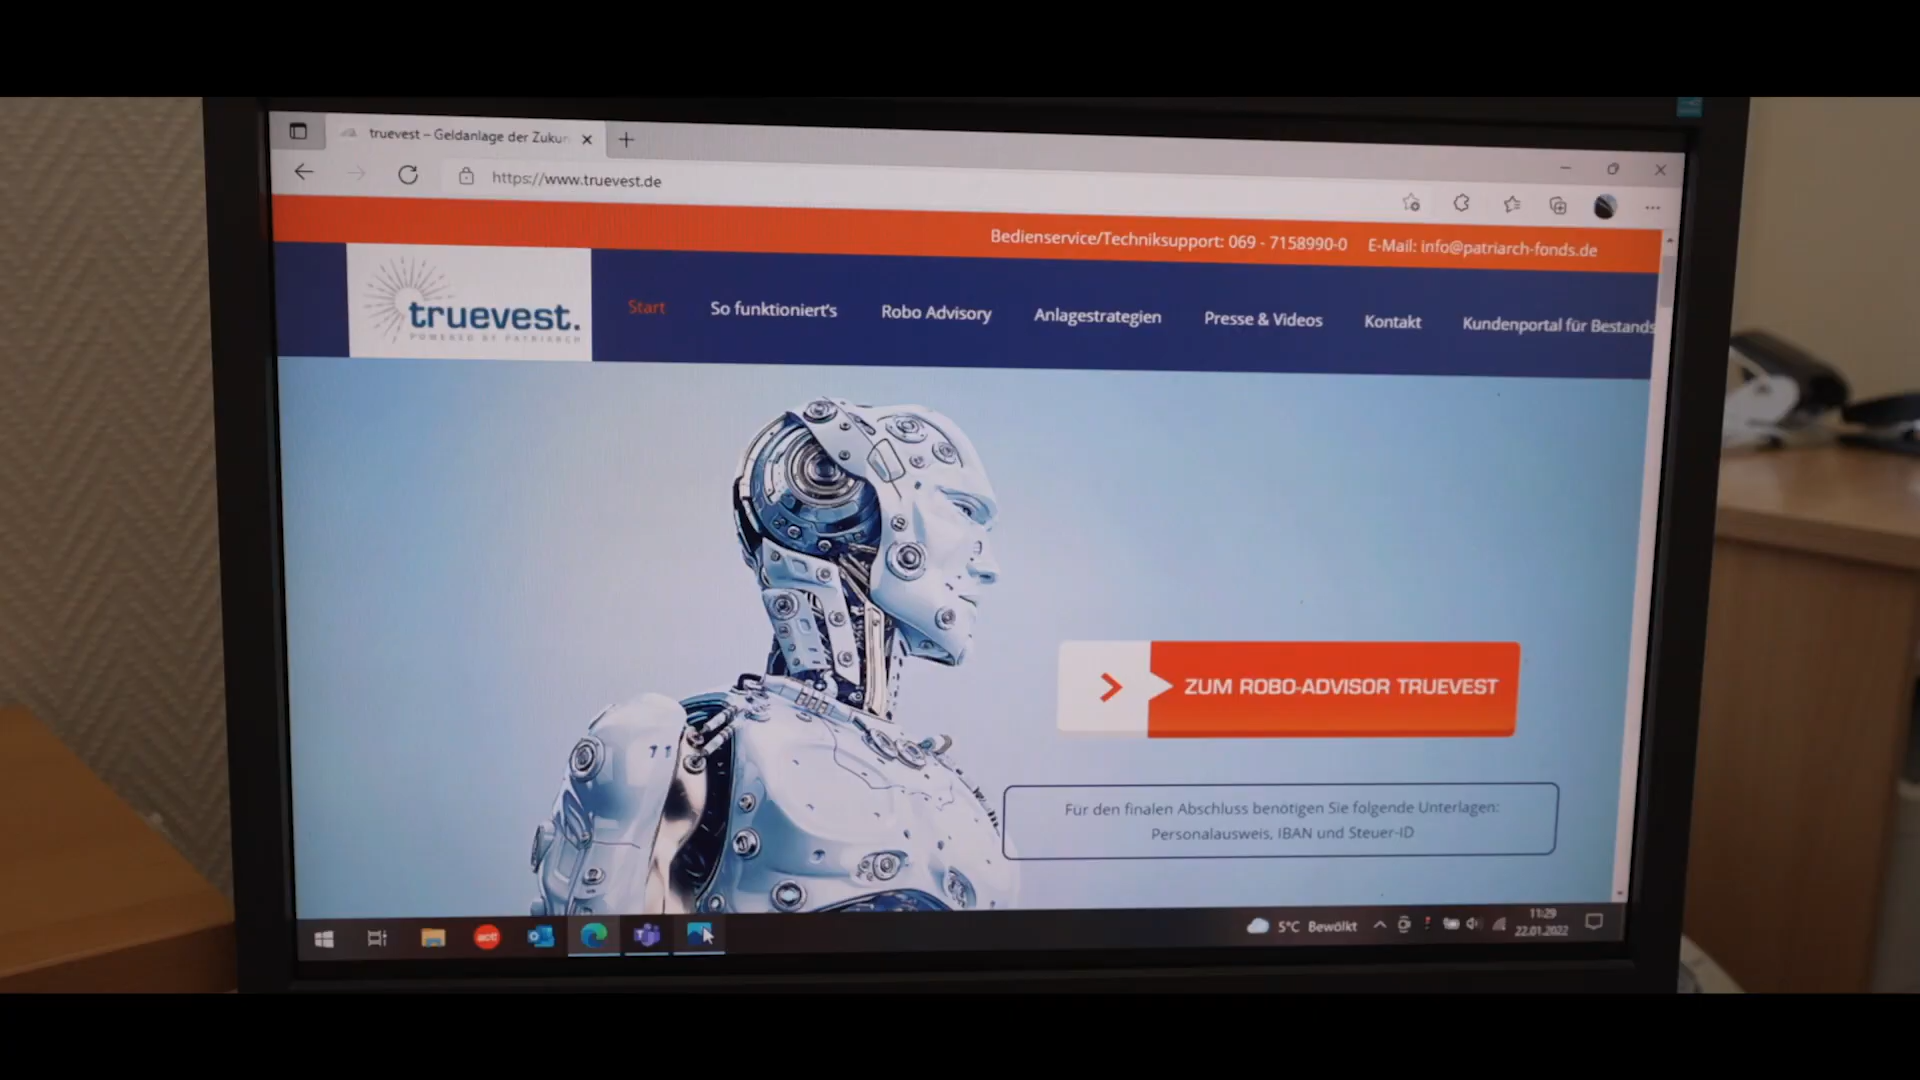 truevest – Geldanlage der Zukun
https://www.truevest.de
Bedienservice/Techniksupport: 069 - 7158990-0 E-Mail: info@patriarch-fonds.de
truevest.
POWERED BY PATRIARCH
Start So funktioniert's Robo Advisory Anlagestrategien Presse & Videos Kontakt Kundenportal für Bestands
ZUM ROBO-ADVISOR TRUEVEST
Für den finalen Abschluss benötigen Sie folgende Unterlagen:
Personalausweis, IBAN und Steuer-ID
act!
5°C Bewölkt
11:29
22.01.2022